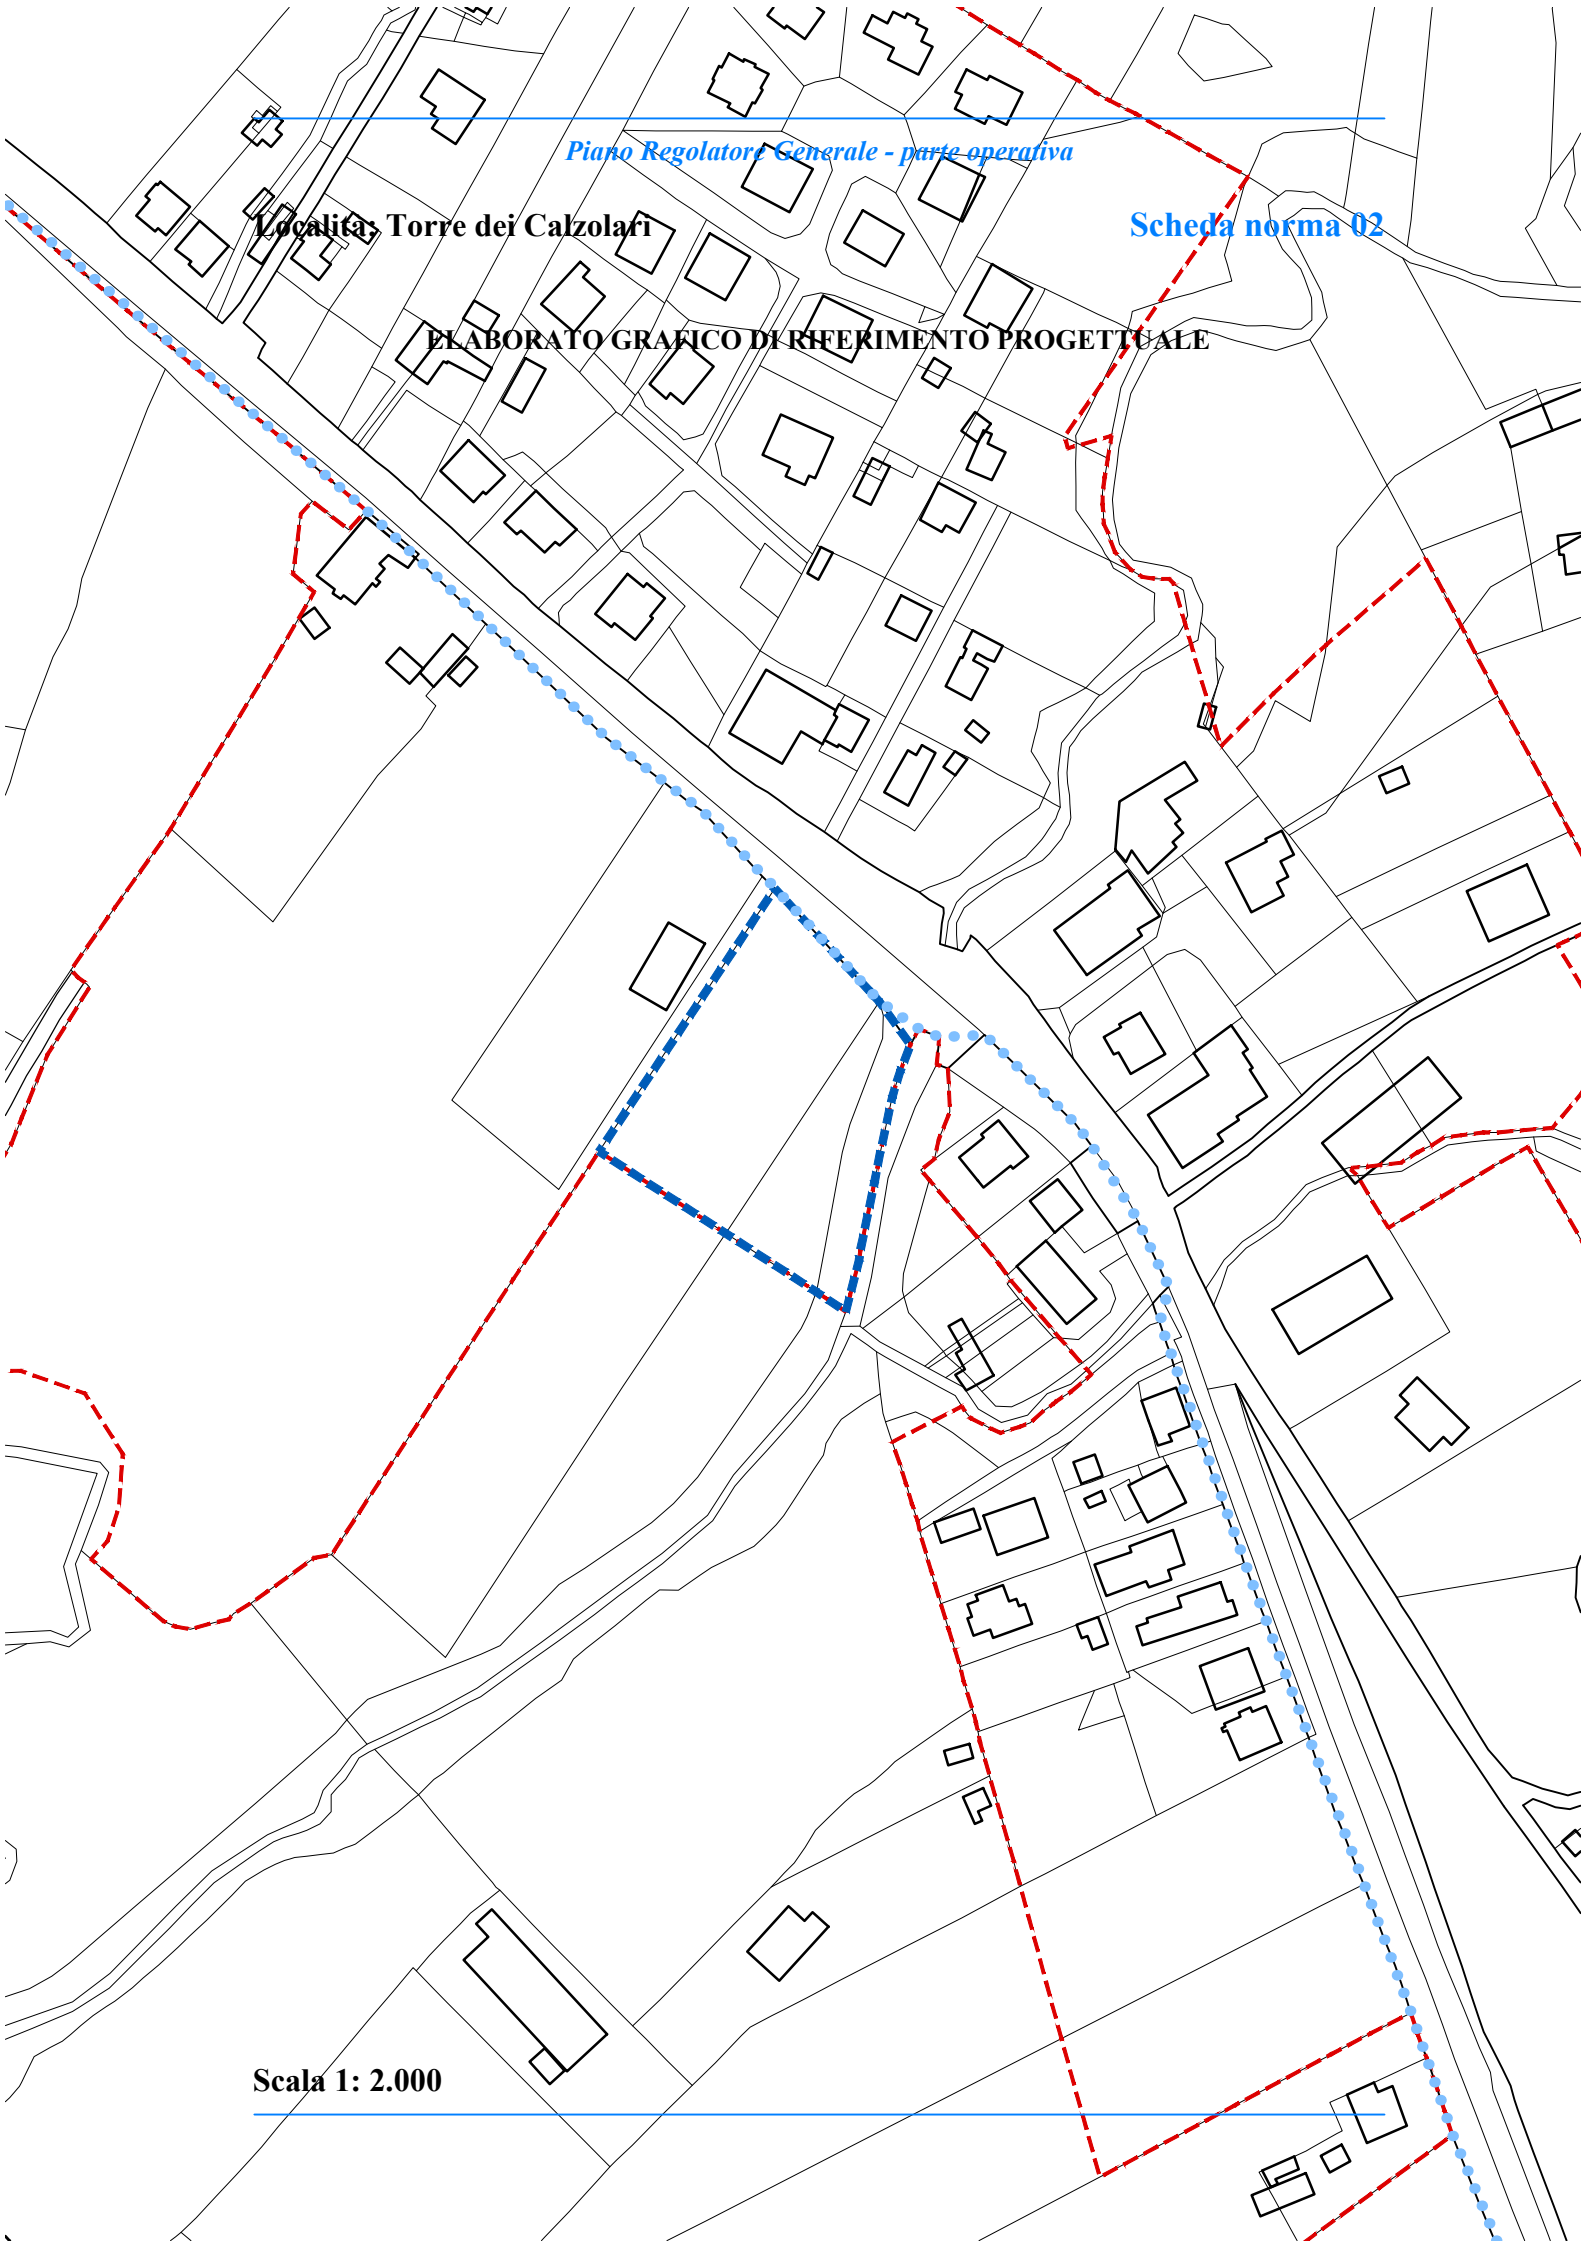 Piano Regolatore Generale - parte operativa
Località: Torre dei Calzolari
Scheda norma 02
ELABORATO GRAFICO DI RIFERIMENTO PROGETTUALE
Scala 1: 2.000